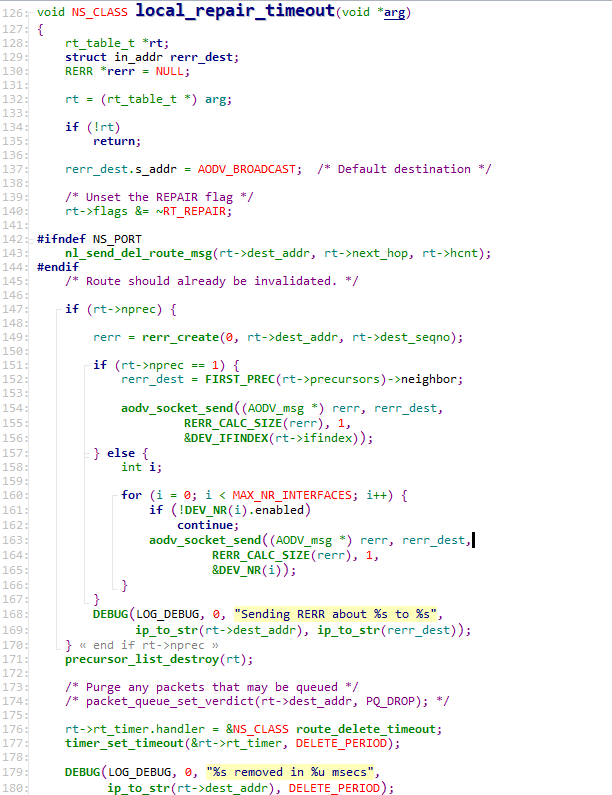 126: void NS_CLASS local_repair_timeout(void *arg)
127: {
128:     rt_table_t *rt;
129:     struct in_addr rerr_dest;
130:     RERR *rerr = NULL;
131:
132:     rt = (rt_table_t *) arg;
133:
134:     if (!rt)
135:         return;
136:
137:     rerr_dest.s_addr = AODV_BROADCAST;  /* Default destination */
138:
139:     /* Unset the REPAIR flag */
140:     rt->flags &= ~RT_REPAIR;
141:
142: #ifndef NS_PORT
143:     nl_send_del_route_msg(rt->dest_addr, rt->next_hop, rt->hcnt);
144: #endif
145:     /* Route should already be invalidated. */
146:
147:     if (rt->nprec) {
148:
149:         rerr = rerr_create(0, rt->dest_addr, rt->dest_seqno);
150:
151:         if (rt->nprec == 1) {
152:             rerr_dest = FIRST_PREC(rt->precursors)->neighbor;
153:
154:             aodv_socket_send((AODV_msg *) rerr, rerr_dest,
155:                      RERR_CALC_SIZE(rerr), 1,
156:                      &DEV_IFINDEX(rt->ifindex));
157:         } else {
158:             int i;
159:
160:             for (i = 0; i < MAX_NR_INTERFACES; i++) {
161:                 if (!DEV_NR(i).enabled)
162:                     continue;
163:                 aodv_socket_send((AODV_msg *) rerr, rerr_dest,
164:                          RERR_CALC_SIZE(rerr), 1,
165:                          &DEV_NR(i));
166:             }
167:         }
168:         DEBUG(LOG_DEBUG, 0, "Sending RERR about %s to %s",
169:               ip_to_str(rt->dest_addr), ip_to_str(rerr_dest));
170:     } « end if rt->nprec »
171:     precursor_list_destroy(rt);
172:
173:     /* Purge any packets that may be queued */
174:     /* packet_queue_set_verdict(rt->dest_addr, PQ_DROP); */
175:
176:     rt->rt_timer.handler = &NS_CLASS route_delete_timeout;
177:     timer_set_timeout(&rt->rt_timer, DELETE_PERIOD);
178:
179:     DEBUG(LOG_DEBUG, 0, "%s removed in %u msecs",
180:           ip_to_str(rt->dest_addr), DELETE_PERIOD);